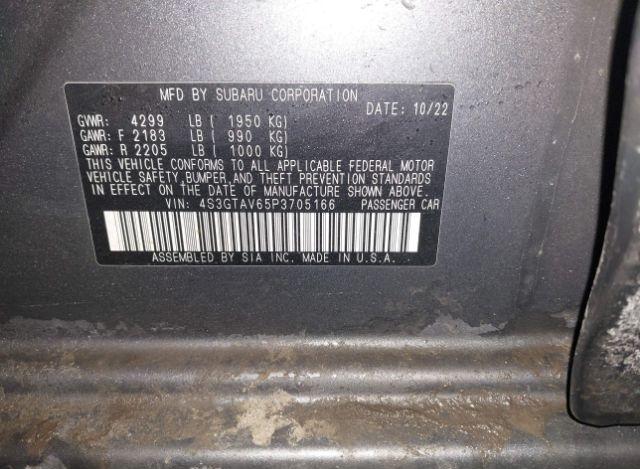 MFD BY SUBARU CORPORATION
DATE: 10/22
GVWR: 4299 LB ( 1950 KG)
GAWR: F 2183 LB ( 990 KG)
GAWR: R 2205 LB ( 1000 KG)
THIS VEHICLE CONFORMS TO ALL APPLICABLE FEDERAL MOTOR
VEHICLE SAFETY, BUMPER, AND THEFT PREVENTION STANDARDS
IN EFFECT ON THE DATE OF MANUFACTURE SHOWN ABOVE.
VIN: 4S3GTAV65P3705166 PASSENGER CAR
ASSEMBLED BY SIA INC. MADE IN U.S.A.